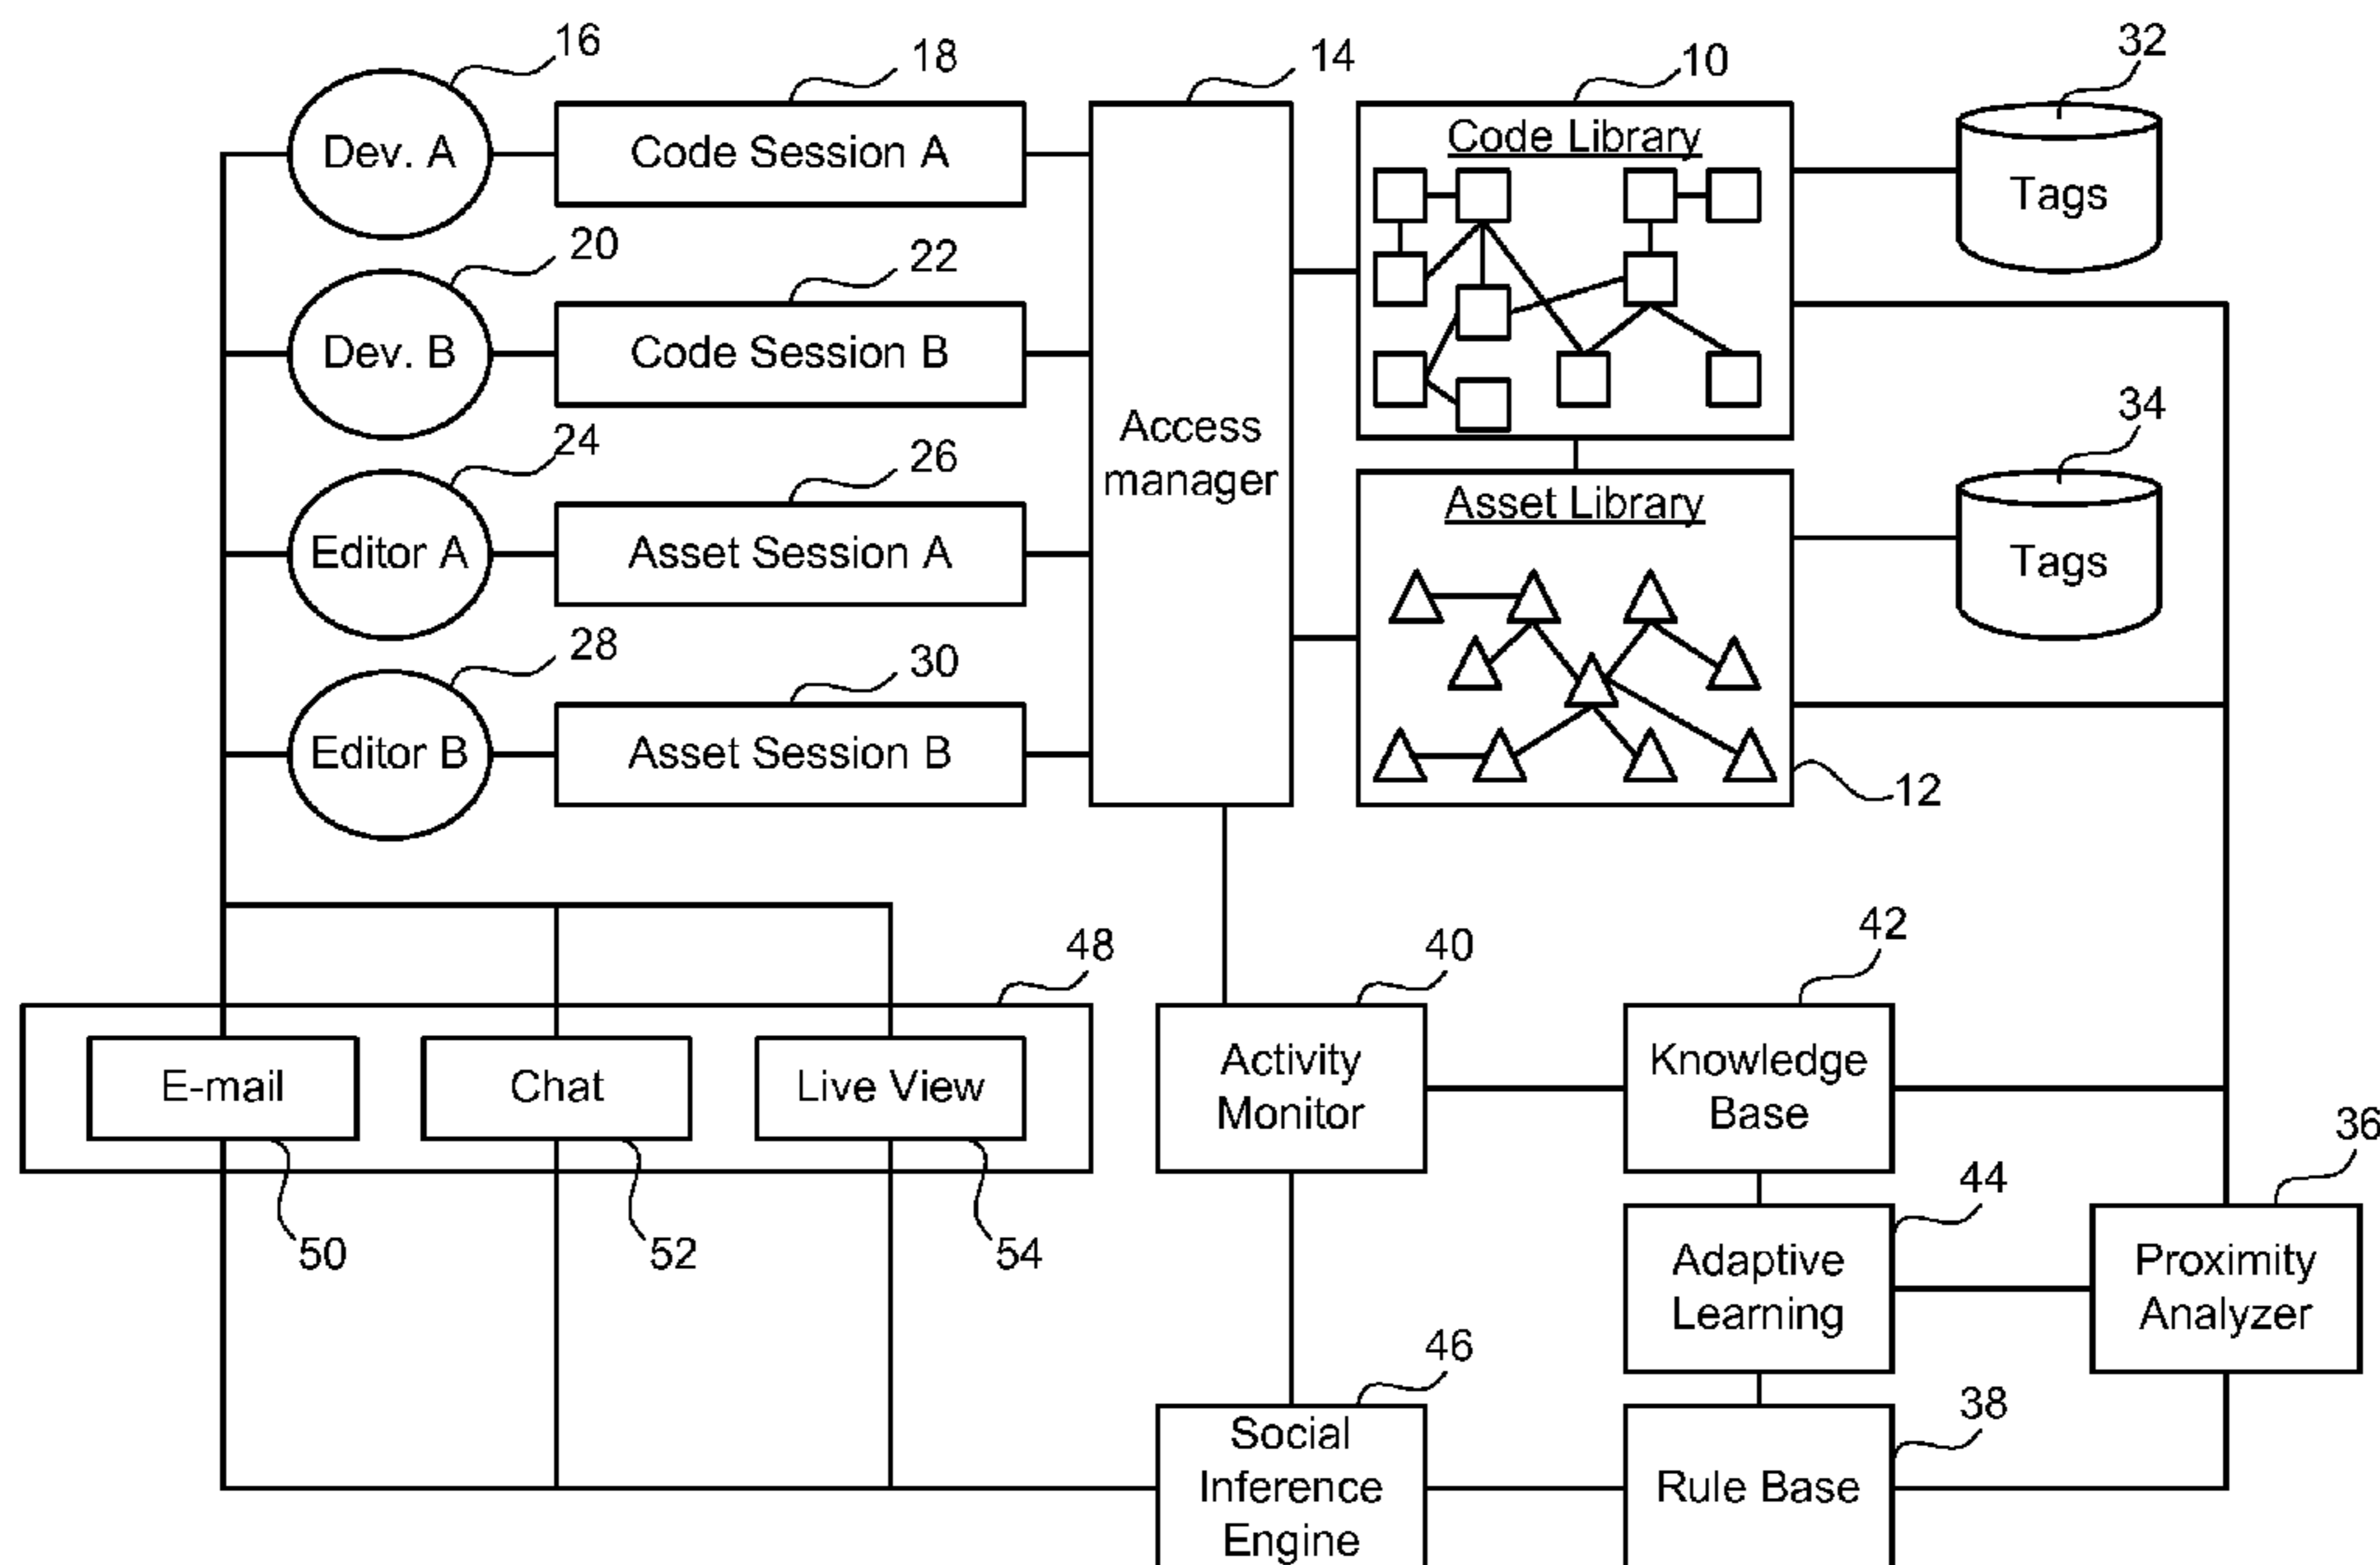 16
18
14
10
32
Dev. A
Code Session A
Code Library
Tags
20
22
Dev. B
Code Session B
Access
manager
24
26
34
Editor A
Asset Session A
Asset Library
Tags
28
30
Editor B
Asset Session B
12
48
40
42
E-mail
Chat
Live View
Activity
Monitor
Knowledge
Base
36
50
52
54
44
Adaptive
Learning
Proximity
Analyzer
46
38
Social
Inference
Engine
Rule Base